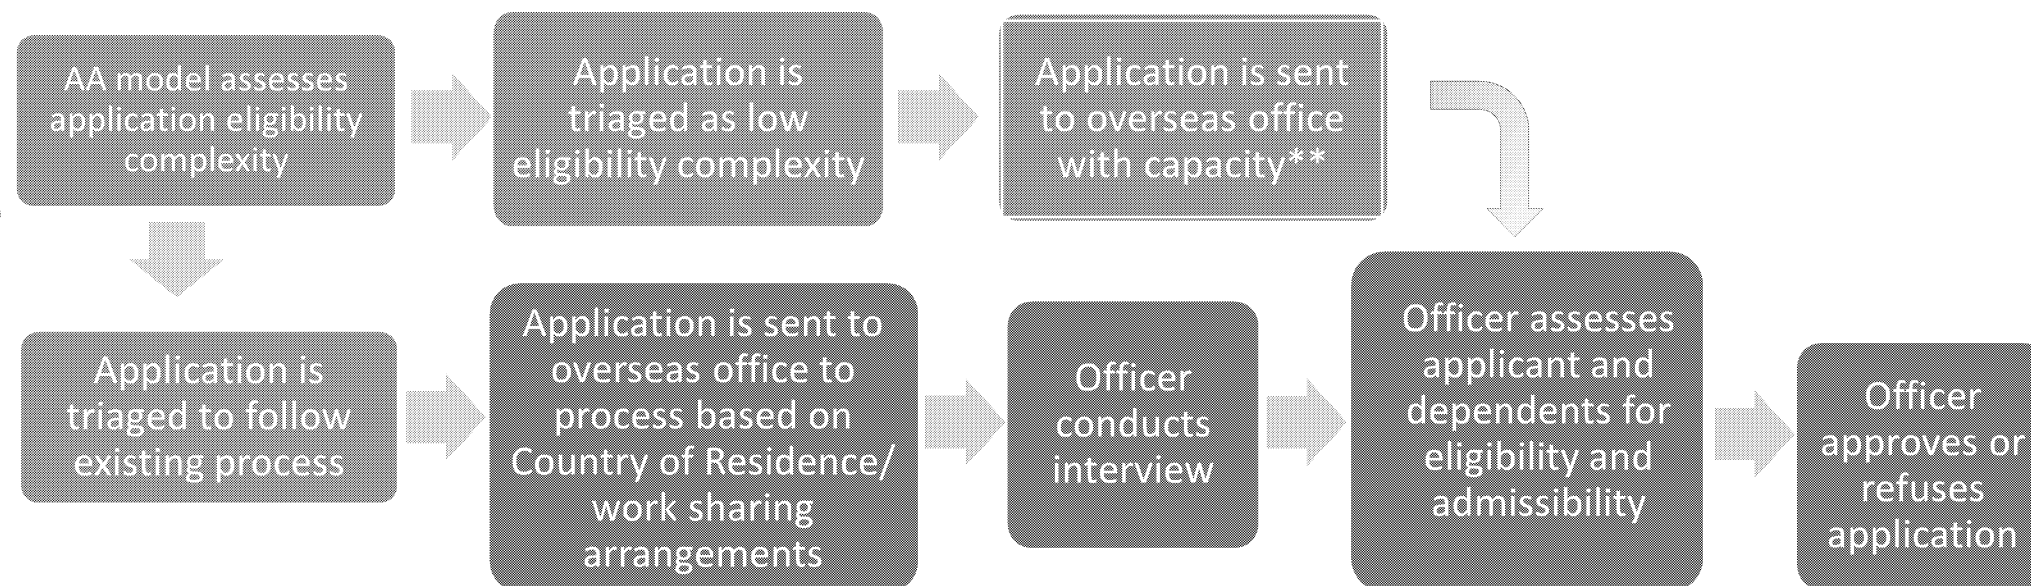 AA model assesses
application eligibility
complexity
Application is
triaged as low
eligibility complexity
Application is sent
to overseas office
with capacity**
Application is
triaged to follow
existing process
Application is sent to
overseas office to
process based on
Country of Residence/
work sharing
arrangements
Officer
conducts
interview
Officer assesses
applicant and
dependents for
eligibility and
admissibility
Officer
approves or
refuses
application